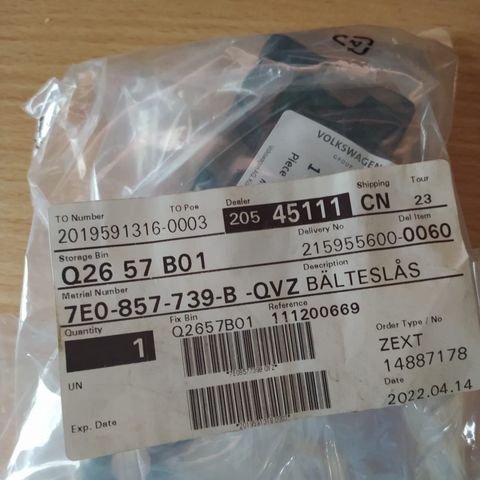 VOLKSWAGEN
GROUP
Piece
TO Number
TO Pos
2019591316-0003
Dealer
205 45111
Shipping
CN
Tour
23
Storage Bin
Q26 57 B01
Delivery No
Del Item
215955600-0060
Matrial Number
7E0-857-739-B -QVZ
Description
BÄLTESLÅS
Quantity
1
Fix Bin
Q2657B01
Reference
111200669
UN
Order Type / No
ZEXT
14887178
Exp. Date
Date
2022.04.14